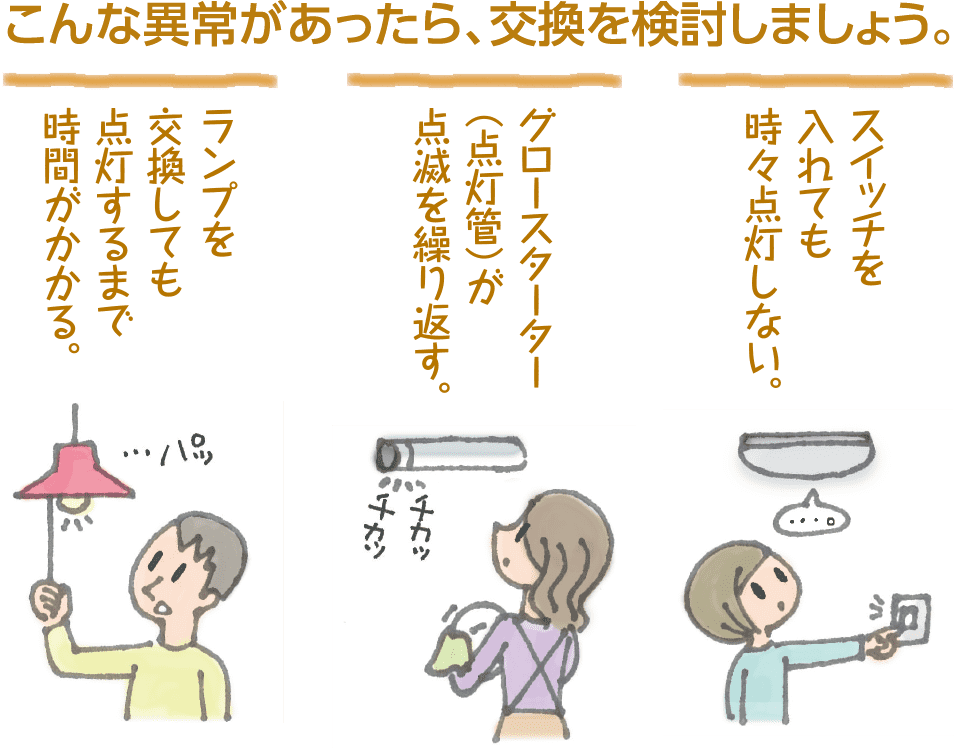 こんな異常があったら、交換を検討しましょう。
スイッチを
入れても
時々点灯しない。
グロースターター
（点灯管）が
点滅を繰り返す。
ランプを
交換しても
点灯するまで
時間がかかる。
…。
チカッ
チカッ
…パッ